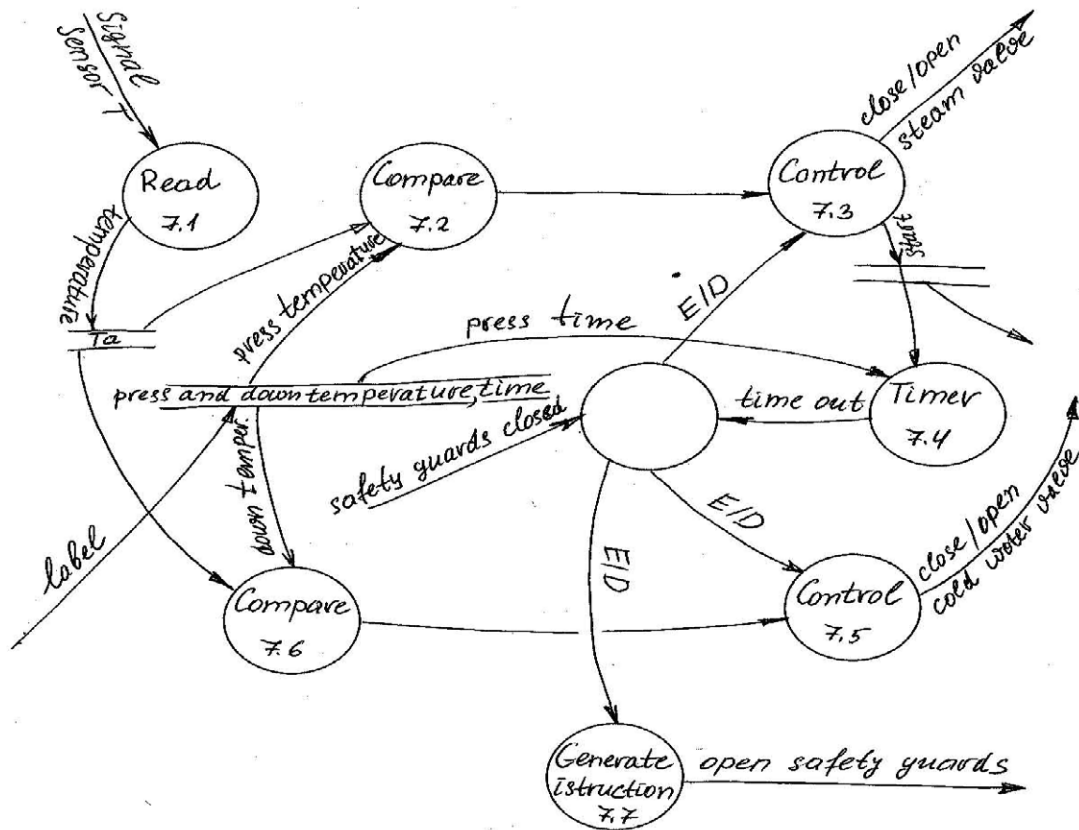 Signal
Sensor T
Read
7.1
temperature
Ta
Compare
7.2
press temperature
close/open
steam valve
Control
7.3
start
E/D
press time
press and down temperature, time
safety guards closed
time out
Timer
7.4
label
down temper.
Compare
7.6
E/D
E/D
Control
7.5
close/open
cold water valve
Generate
istruction
7.7
open safety guards